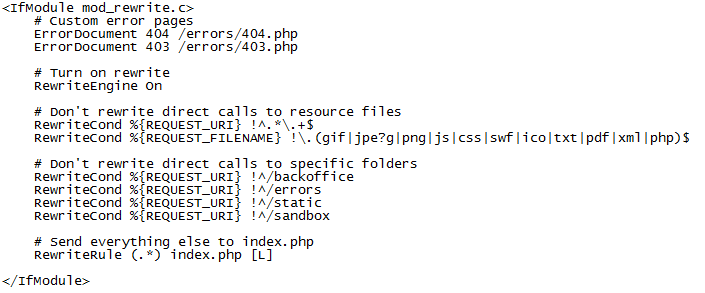 <IfModule mod_rewrite.c>
    # Custom error pages
    ErrorDocument 404 /errors/404.php
    ErrorDocument 403 /errors/403.php

    # Turn on rewrite
    RewriteEngine On

    # Don't rewrite direct calls to resource files
    RewriteCond %{REQUEST_URI} !^.*\.+$
    RewriteCond %{REQUEST_FILENAME} !\.(gif|jpe?g|png|js|css|swf|ico|txt|pdf|xml|php)$

    # Don't rewrite direct calls to specific folders
    RewriteCond %{REQUEST_URI} !^/backoffice
    RewriteCond %{REQUEST_URI} !^/errors
    RewriteCond %{REQUEST_URI} !^/static
    RewriteCond %{REQUEST_URI} !^/sandbox

    # Send everything else to index.php
    RewriteRule (.*) index.php [L]

</IfModule>